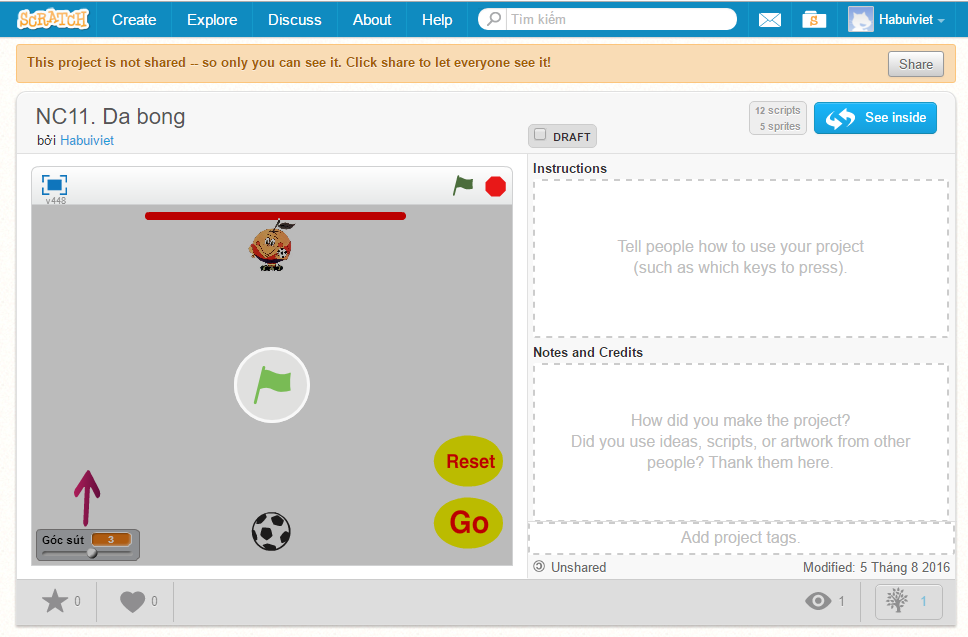 SCRATCH Create Explore Discuss About Help Tìm kiếm S Habuiviet
This project is not shared -- so only you can see it. Click share to let everyone see it! Share
NC11. Da bong
bởi Habuiviet
DRAFT
12 scripts
5 sprites
See inside
v448
Instructions
Tell people how to use your project
(such as which keys to press).
Notes and Credits
How did you make the project?
Did you use ideas, scripts, or artwork from other
people? Thank them here.
Reset
Go
Góc sút 3
Add project tags.
Unshared Modified: 5 Tháng 8 2016
0 0 1 1